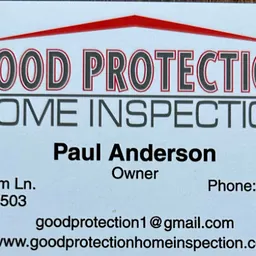 OOD PROTECTIO
OME INSPECTIO
Paul Anderson
Owner
m Ln.
Phone:
503
goodprotection1@gmail.com
www.goodprotectionhomeinspection.c